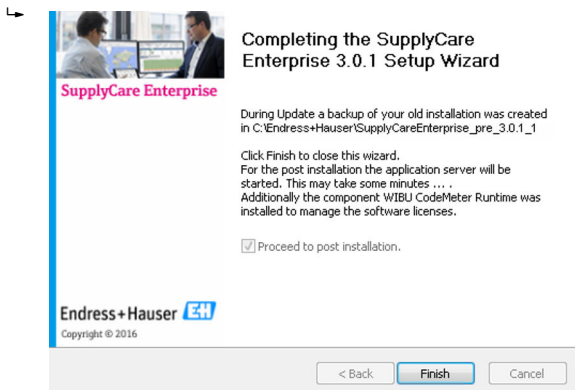 Completing the SupplyCare
Enterprise 3.0.1 Setup Wizard
SupplyCare Enterprise
During Update a backup of your old installation was created
in C:\Endress+Hauser\SupplyCareEnterprise_pre_3.0.1_1
Click Finish to close this wizard.
For the post installation the application server will be
started. This may take some minutes ... .
Additionally the component WIBU CodeMeter Runtime was
installed to manage the software licenses.
Proceed to post installation.
Endress+Hauser EH
Copyright © 2016
< Back Finish Cancel